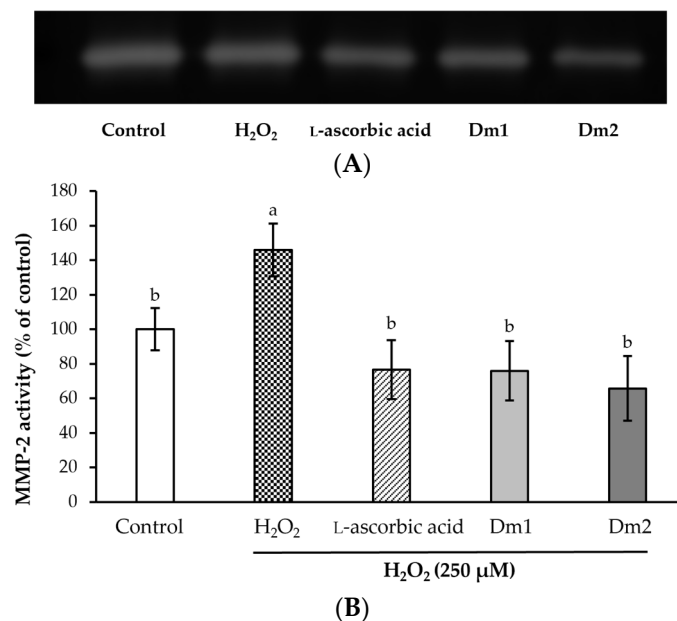 Control H₂O₂ L-ascorbic acid Dm1 Dm2
(A)
MMP-2 activity (% of control)
180
160
140
120
100
80
60
40
20
0
b
a
b
b
b
Control H₂O₂ L-ascorbic acid Dm1 Dm2
H₂O₂ (250 µM)
(B)